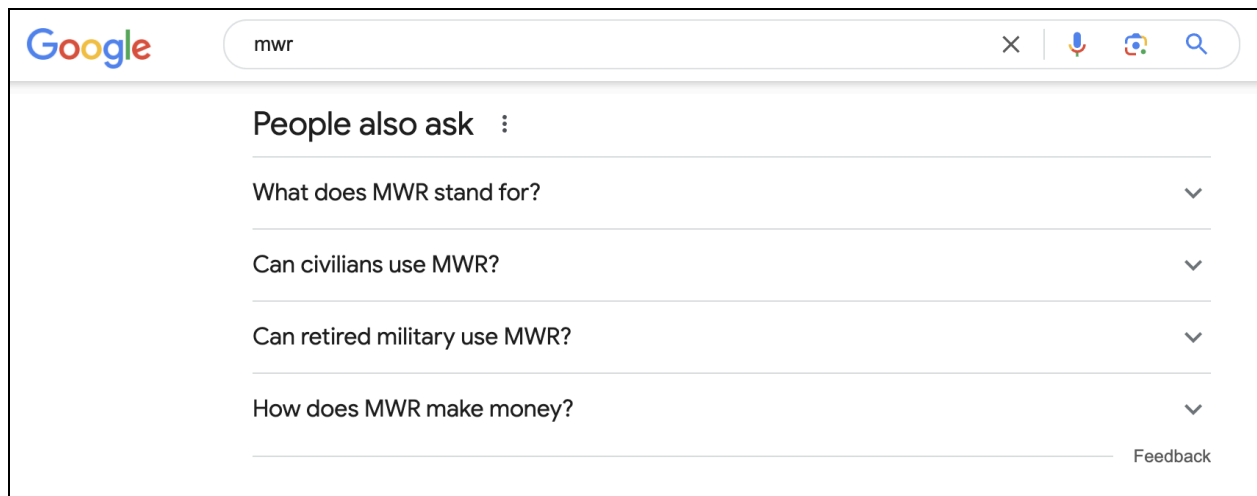 Google
mwr
People also ask
What does MWR stand for?
Can civilians use MWR?
Can retired military use MWR?
How does MWR make money?
Feedback